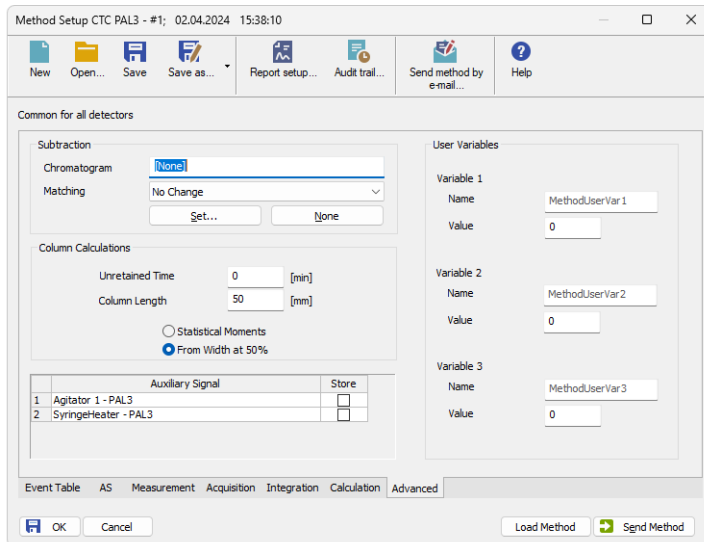 Method Setup CTC PAL3 - #1; 02.04.2024 15:38:10
New Open... Save Save as... Report setup... Audit trail... Send method by e-mail... Help
Common for all detectors
Subtraction
Chromatogram [None]
Matching No Change
Set... None
Column Calculations
Unretained Time 0 [min]
Column Length 50 [mm]
Statistical Moments
From Width at 50%
Auxiliary Signal Store
1 Agitator 1 - PAL3
2 SyringeHeater - PAL3
User Variables
Variable 1
Name MethodUserVar1
Value 0
Variable 2
Name MethodUserVar2
Value 0
Variable 3
Name MethodUserVar3
Value 0
Event Table AS Measurement Acquisition Integration Calculation Advanced
OK Cancel Load Method Send Method